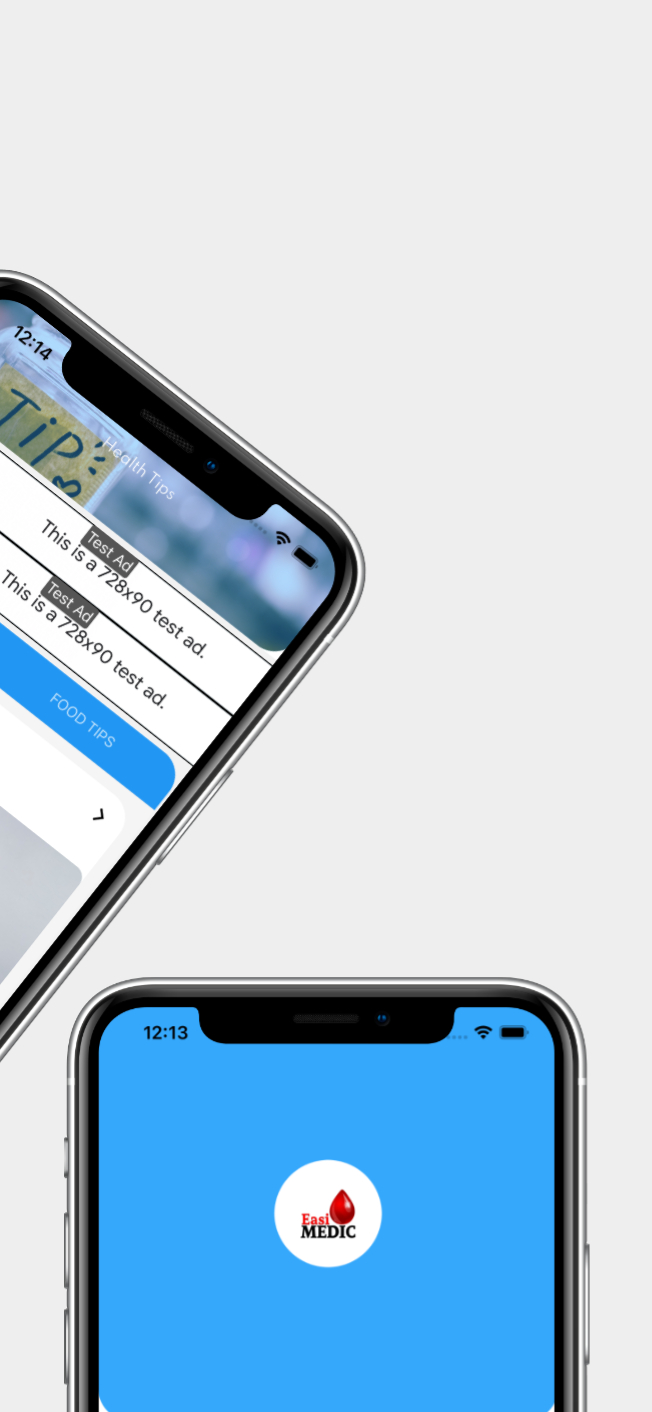 12:14
TiP
Health Tips
Test Ad
This is a 728x90 test ad.
Test Ad
This is a 728x90 test ad.
FOOD TIPS
12:13
Easi
MEDIC